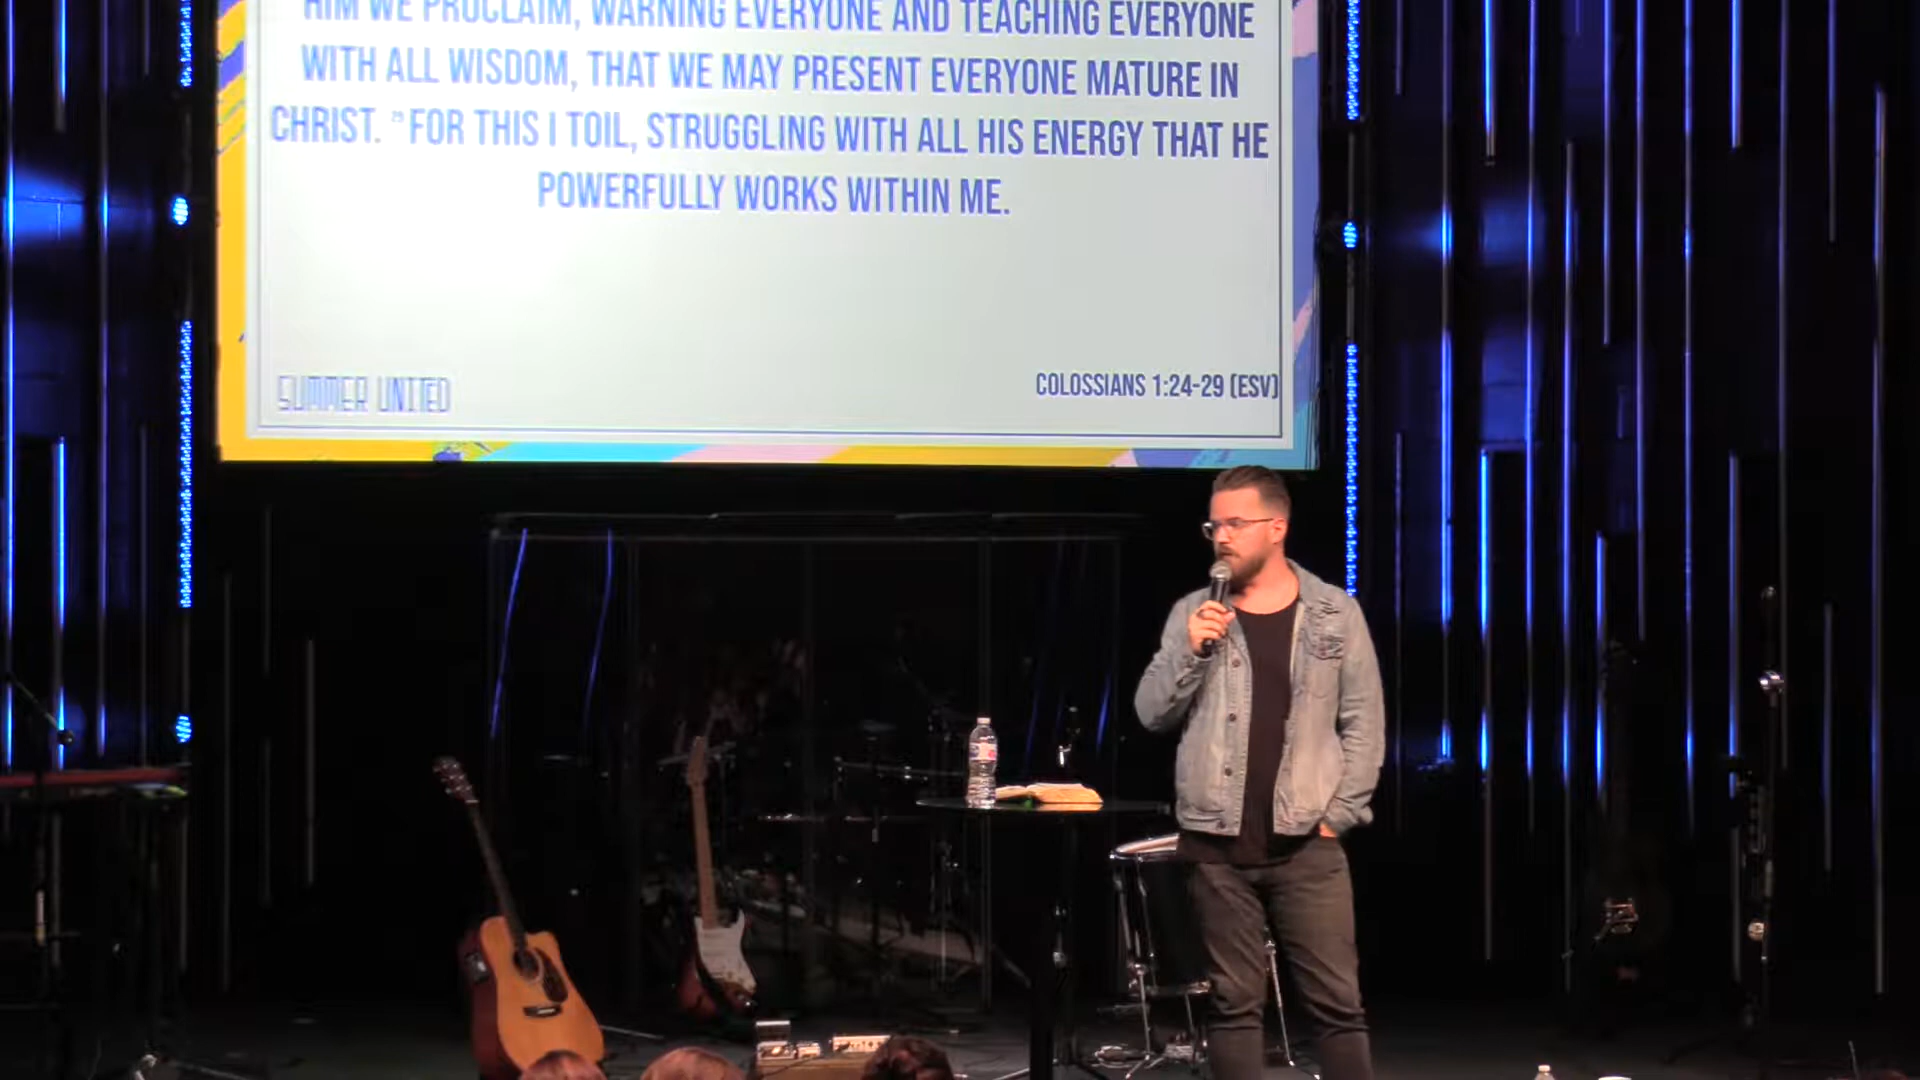 HIM WE PROCLAIM, WARNING EVERYONE AND TEACHING EVERYONE
WITH ALL WISDOM, THAT WE MAY PRESENT EVERYONE MATURE IN
CHRIST. 29 FOR THIS I TOIL, STRUGGLING WITH ALL HIS ENERGY THAT HE
POWERFULLY WORKS WITHIN ME.
SUMMER UNITED
COLOSSIANS 1:24-29 (ESV)